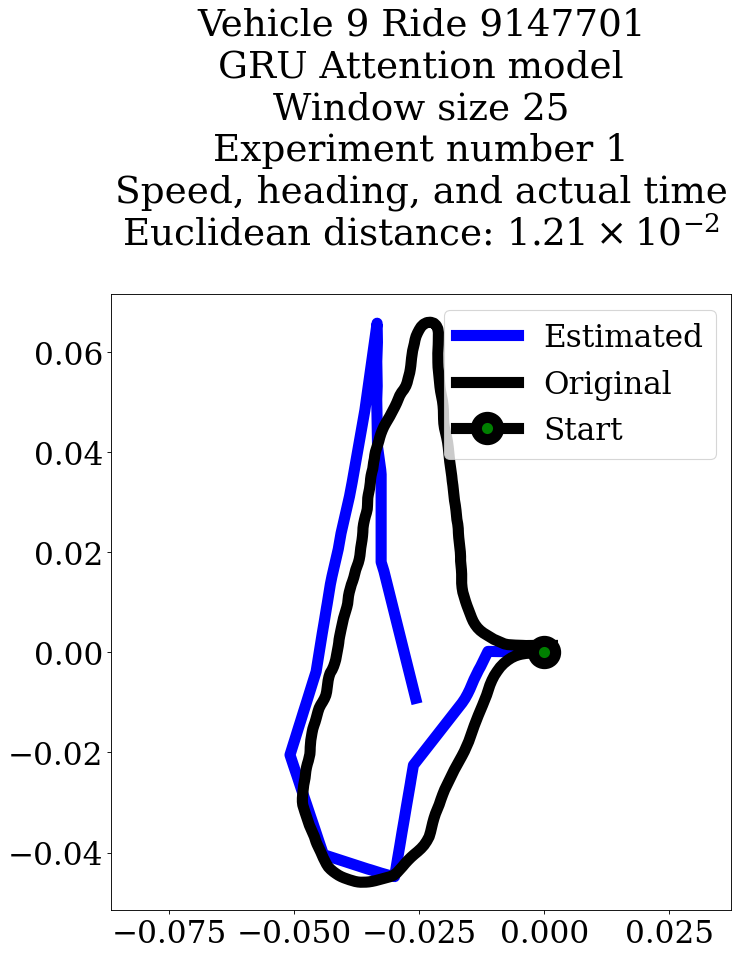 Vehicle 9 Ride 9147701
GRU Attention model
Window size 25
Experiment number 1
Speed, heading, and actual time
Euclidean distance: 1.21 × 10⁻²
Estimated
Original
Start
0.06
0.04
0.02
0.00
−0.02
−0.04
−0.075 −0.050 −0.025 0.000 0.025